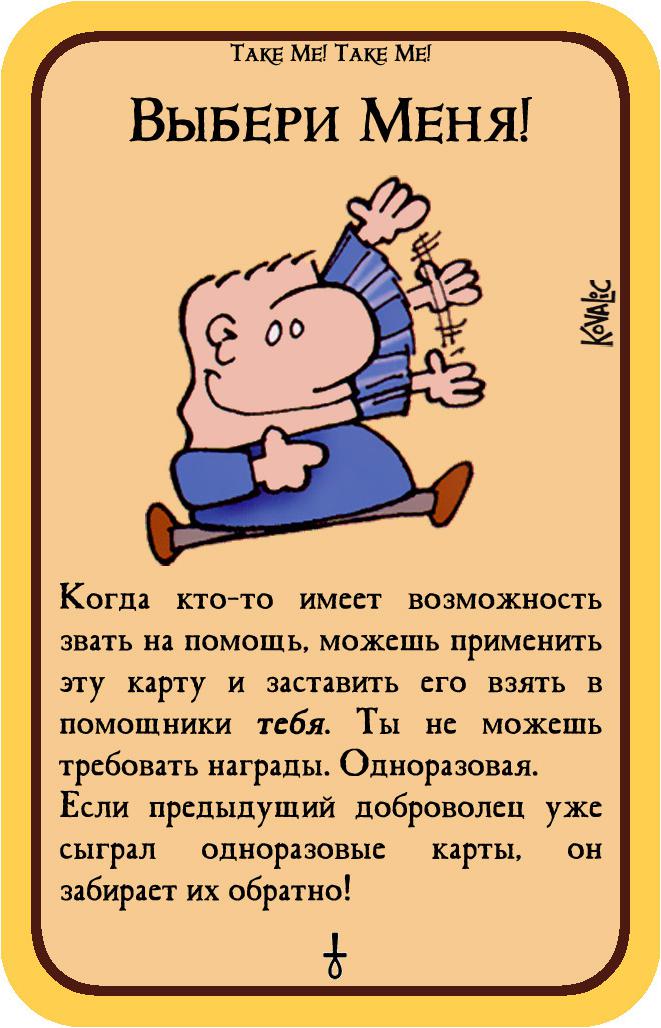 Take Me! Take Me!
Выбери Меня!
Kovalic
Когда кто-то имеет возможность
звать на помощь, можешь применить
эту карту и заставить его взять в
помощники тебя. Ты не можешь
требовать награды. Одноразовая.
Если предыдущий доброволец уже
сыграл одноразовые карты, он
забирает их обратно!